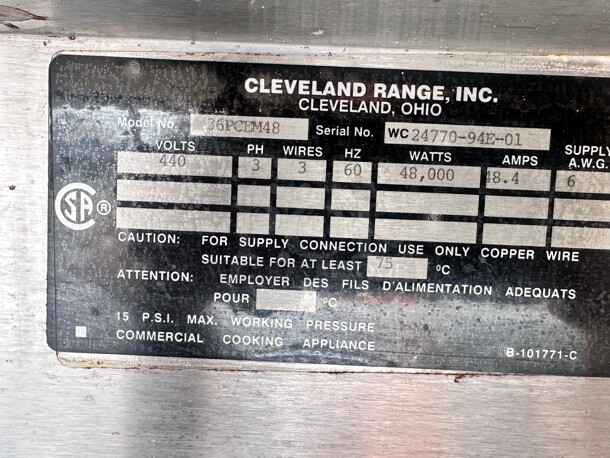 CLEVELAND RANGE, INC.
CLEVELAND, OHIO
Model No. 36PCEM48 Serial No. WC 24770-94E-01
VOLTS PH WIRES HZ WATTS AMPS SUPPLY A.W.G.
440 3 3 60 48,000 48.4 6
SA ®
CAUTION: FOR SUPPLY CONNECTION USE ONLY COPPER WIRE
SUITABLE FOR AT LEAST 75 °C
ATTENTION: EMPLOYER DES FILS D'ALIMENTATION ADEQUATS
POUR °C
15 P.S.I. MAX. WORKING PRESSURE
COMMERCIAL COOKING APPLIANCE
B-101771-C